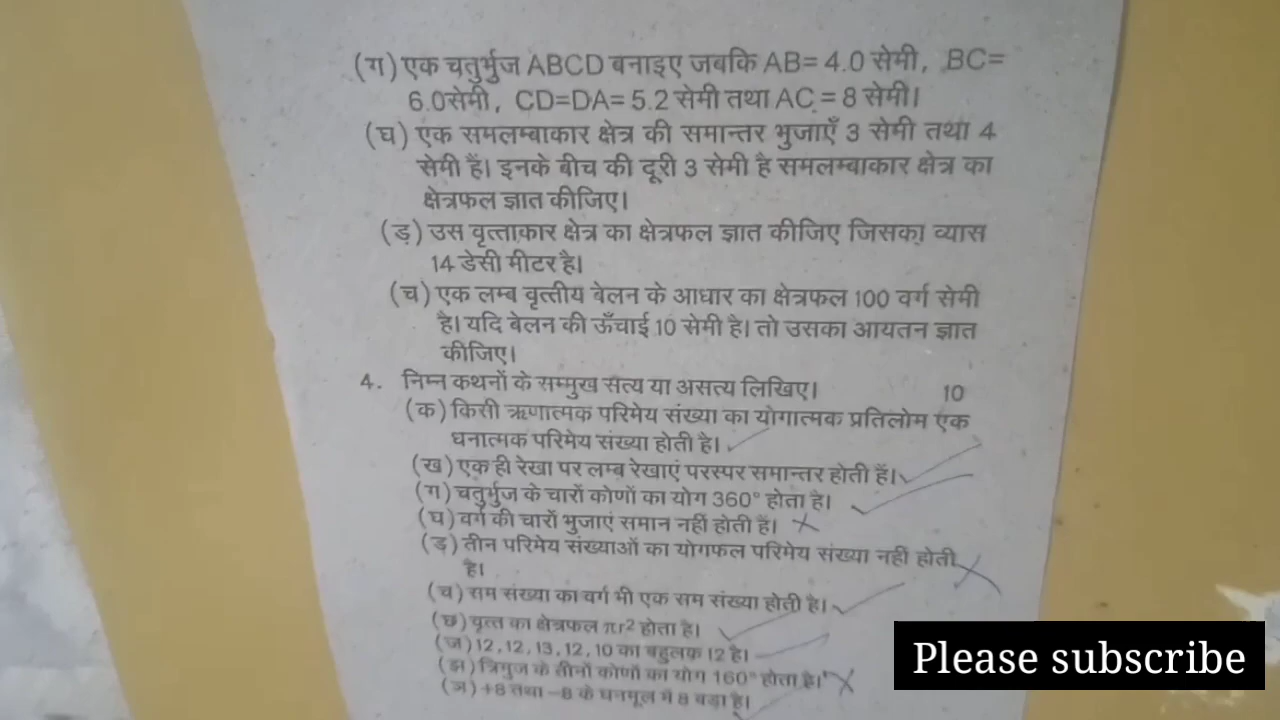 (ग) एक चतुर्भुज ABCD बनाइए जबकि AB= 4.0 सेमी, BC=
6.0सेमी, CD=DA= 5.2 सेमी तथा AC = 8 सेमी।
(घ) एक समलम्बाकार क्षेत्र की समान्तर भुजाएँ 3 सेमी तथा 4
सेमी हैं। इनके बीच की दूरी 3 सेमी है समलम्बाकार क्षेत्र का
क्षेत्रफल ज्ञात कीजिए।
(ड़) उस वृत्ताकार क्षेत्र का क्षेत्रफल ज्ञात कीजिए जिसका व्यास
14 डेसी मीटर है।
(च) एक लम्ब वृत्तीय बेलन के आधार का क्षेत्रफल 100 वर्ग सेमी
है। यदि बेलन की ऊँचाई 10 सेमी है। तो उसका आयतन ज्ञात
कीजिए।
4. निम्न कथनों के सम्मुख सत्य या असत्य लिखिए। 10
(क) किसी ऋणात्मक परिमेय संख्या का योगात्मक प्रतिलोम एक
धनात्मक परिमेय संख्या होती है।
(ख) एक ही रेखा पर लम्ब रेखाएं परस्पर समान्तर होती हैं।
(ग) चतुर्भुज के चारों कोणों का योग 360° होता है।
(घ) वर्ग की चारों भुजाएं समान नहीं होती है।
(ड़) तीन परिमेय संख्याओं का योगफल परिमेय संख्या नहीं होती
है।
(च) सम संख्या का वर्ग भी एक सम संख्या होती है।
(छ) वृत्त का क्षेत्रफल πr² होता है।
(ज) 12, 12, 13, 12, 10 का बहुलक 12 है।
(झ) त्रिभुज के तीनों कोणों का योग 160° होता है।
(ञ) +8 तथा -8 के घनमूल में 8 बड़ा है।
Please subscribe